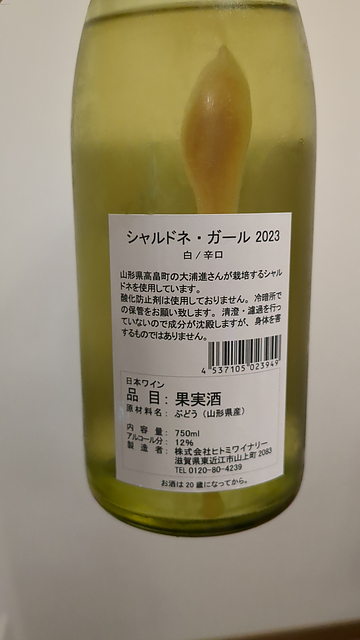 シャルドネ・ガール 2023
白 / 辛口
山形県高畠町の大浦進さんが栽培するシャル
ドネを使用しています。
酸化防止剤は使用しておりません。冷暗所で
の保管をお願い致します。清澄・濾過を行っ
ていないので成分が沈殿しますが、身体を害
するものではありません。
4 537105 023949
日本ワイン
品 目：果実酒
原材料名：ぶどう（山形県産）
内 容 量：750ml
アルコール分：12%
製 造 者：株式会社ヒトミワイナリー
滋賀県東近江市山上町 2083
TEL 0120-80-4239
お酒は20歳になってから。